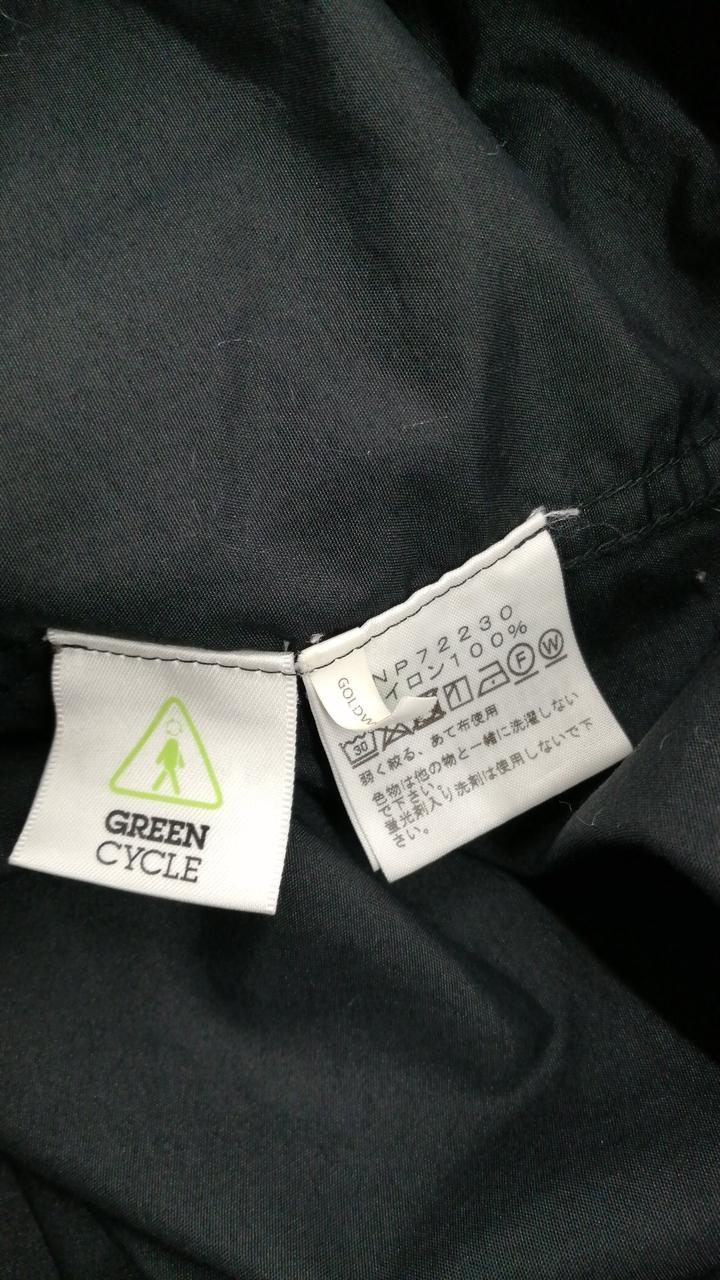 GREEN
CYCLE
GOLDW
NP72230
イロン100%
30
F
W
弱く絞る、あて布使用
色物は他の物と一緒に洗濯しない
で下さい。
蛍光剤入り洗剤は使用しないで下
さい。